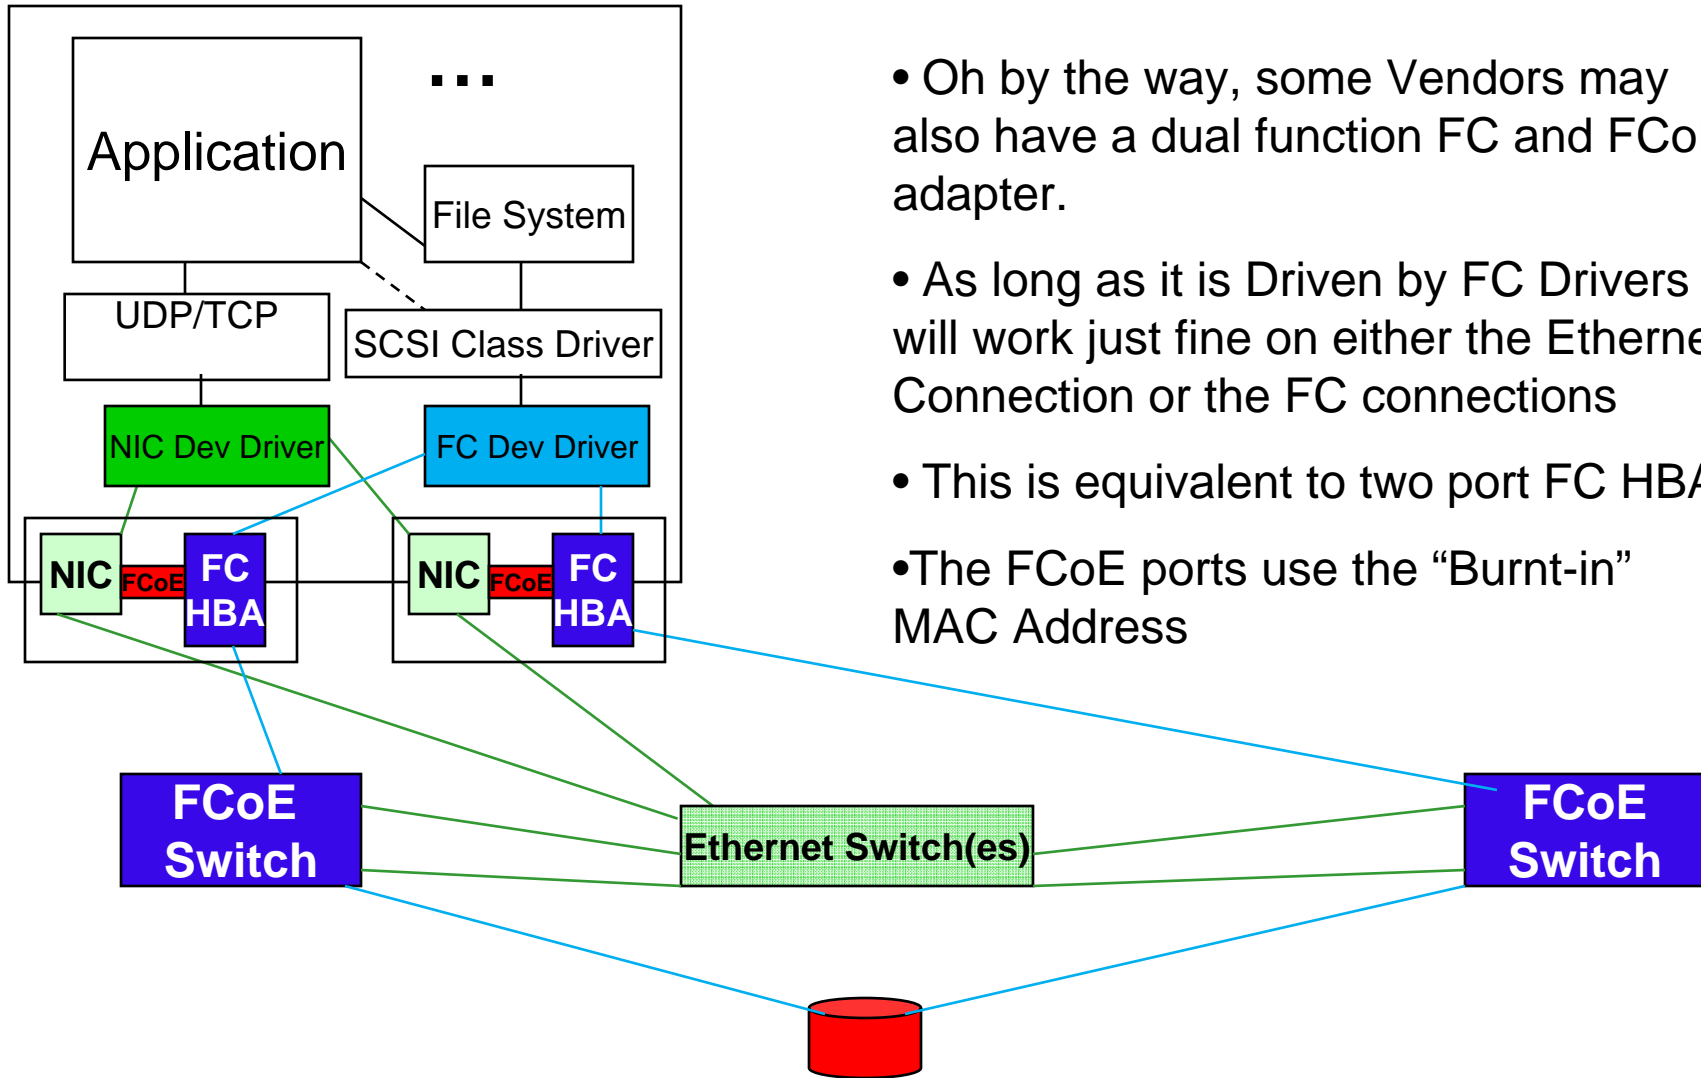 ...
Application
File System
UDP/TCP
SCSI Class Driver
NIC Dev Driver
FC Dev Driver
NIC
FCoE
FC
HBA
NIC
FCoE
FC
HBA
FCoE
Switch
Ethernet Switch(es)
FCoE
Switch
• Oh by the way, some Vendors may
also have a dual function FC and FCo
adapter.
• As long as it is Driven by FC Drivers
will work just fine on either the Etherne
Connection or the FC connections
• This is equivalent to two port FC HBA
•The FCoE ports use the “Burnt-in”
MAC Address